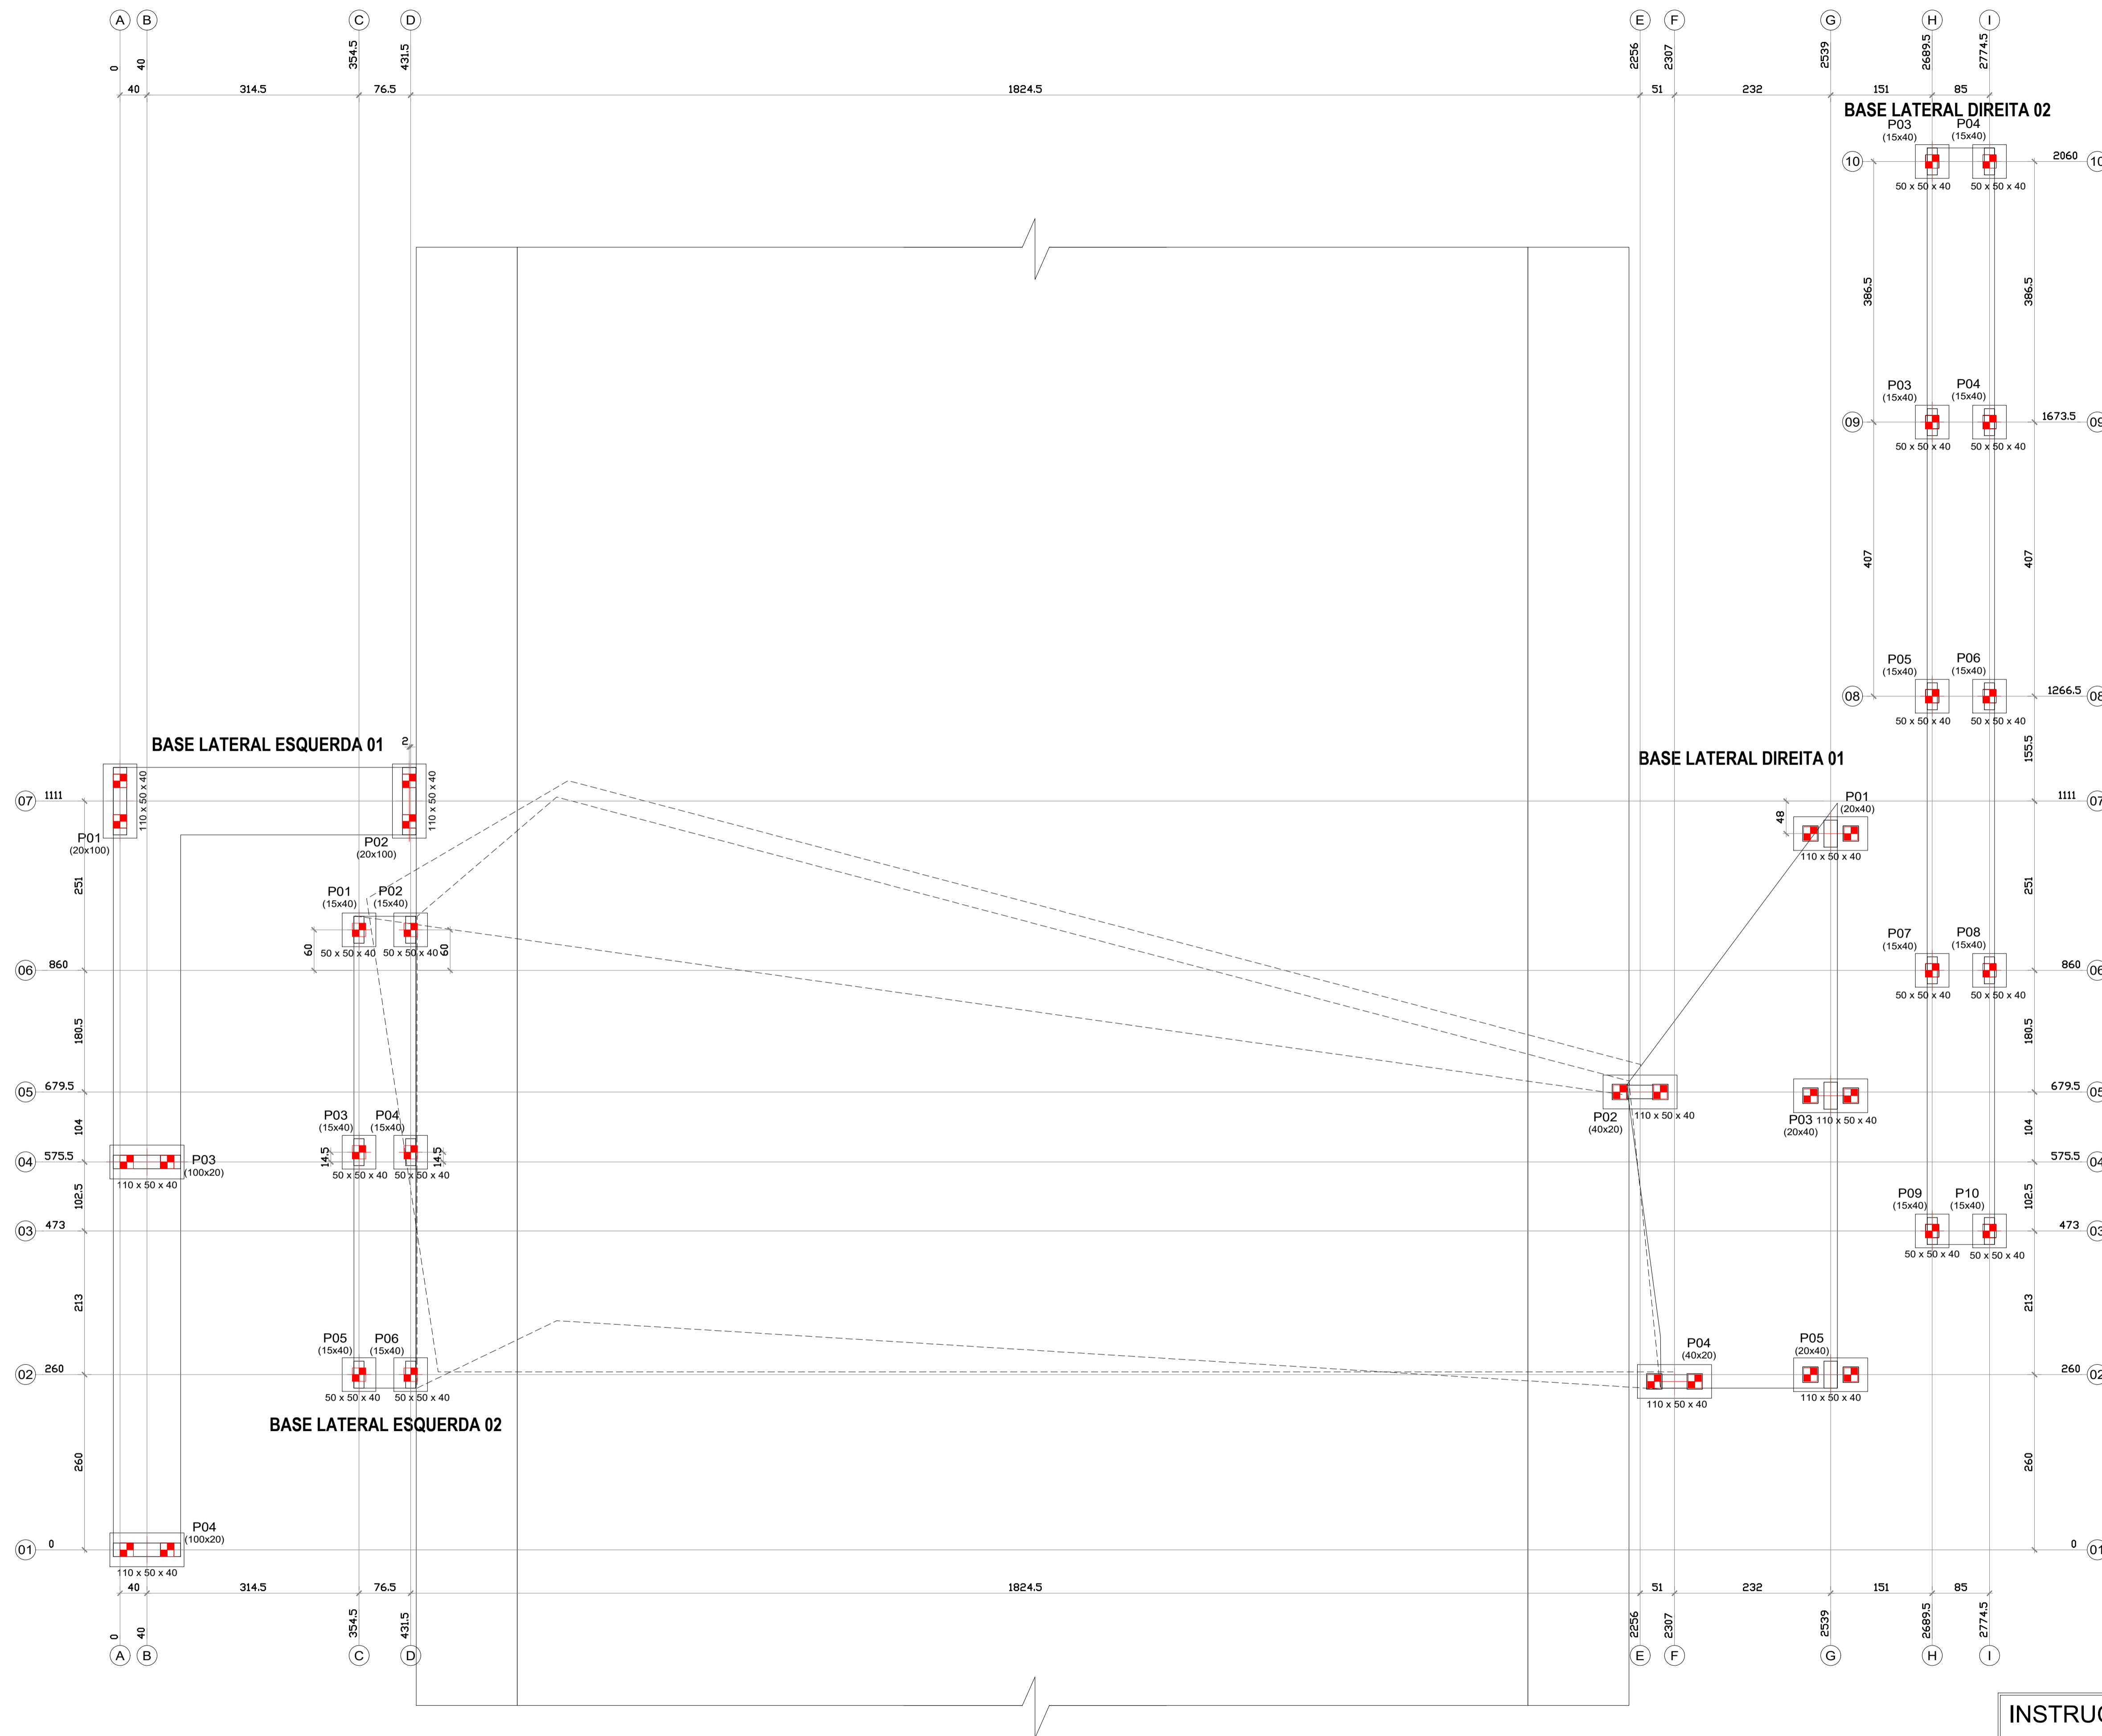 A B C D E F G H I
0 40 354.5 431.5 2256 2307 2539 2689.5 2774.5
40 314.5 76.5 1824.5 51 232 151 85
BASE LATERAL DIREITA 02
P03 P04
(15x40) (15x40)
10 2060 10
50 x 50 x 40 50 x 50 x 40
386.5 386.5
P03 P04
(15x40) (15x40)
09 1673.5 09
50 x 50 x 40 50 x 50 x 40
407 407
P05 P06
(15x40) (15x40)
08 1266.5 08
50 x 50 x 40 50 x 50 x 40
155.5
BASE LATERAL ESQUERDA 01
2
BASE LATERAL DIREITA 01
110 x 50 x 40 110 x 50 x 40
07 1111 1111 07
P01
(20x40)
48
P01
(20x100)
P02
(20x100)
110 x 50 x 40
251 251
P01 P02
(15x40) (15x40)
60 50 x 50 x 40 50 x 50 x 40 60
P07 P08
(15x40) (15x40)
06 860 860 06
50 x 50 x 40 50 x 50 x 40
180.5 180.5
05 679.5 679.5 05
P02 110 x 50 x 40
(40x20)
P03 110 x 50 x 40
(20x40)
104 104
P03 P04
(15x40) (15x40)
14.5 14.5
04 575.5 575.5 04
P03
(100x20)
50 x 50 x 40 50 x 50 x 40
110 x 50 x 40
102.5 102.5
P09 P10
(15x40) (15x40)
03 473 473 03
50 x 50 x 40 50 x 50 x 40
213 213
P05 P06
(15x40) (15x40)
P04
(40x20)
P05
(20x40)
02 260 260 02
50 x 50 x 40 50 x 50 x 40
110 x 50 x 40 110 x 50 x 40
BASE LATERAL ESQUERDA 02
260 260
P04
(100x20)
01 0 0 01
110 x 50 x 40
40 314.5 76.5 1824.5 51 232 151 85
0 40 354.5 431.5 2256 2307 2539 2689.5 2774.5
A B C D E F G H I